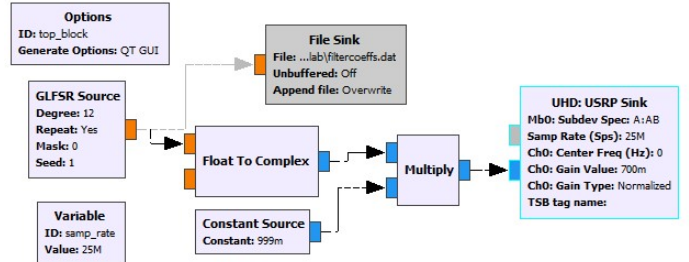 Options
ID: top_block
Generate Options: QT GUI
File Sink
File: ...lab\filtercoeffs.dat
Unbuffered: Off
Append file: Overwrite
GLFSR Source
Degree: 12
Repeat: Yes
Mask: 0
Seed: 1
Float To Complex
Multiply
UHD: USRP Sink
Mb0: Subdev Spec: A:AB
Samp Rate (Sps): 25M
Ch0: Center Freq (Hz): 0
Ch0: Gain Value: 700m
Ch0: Gain Type: Normalized
TSB tag name:
Variable
ID: samp_rate
Value: 25M
Constant Source
Constant: 999m